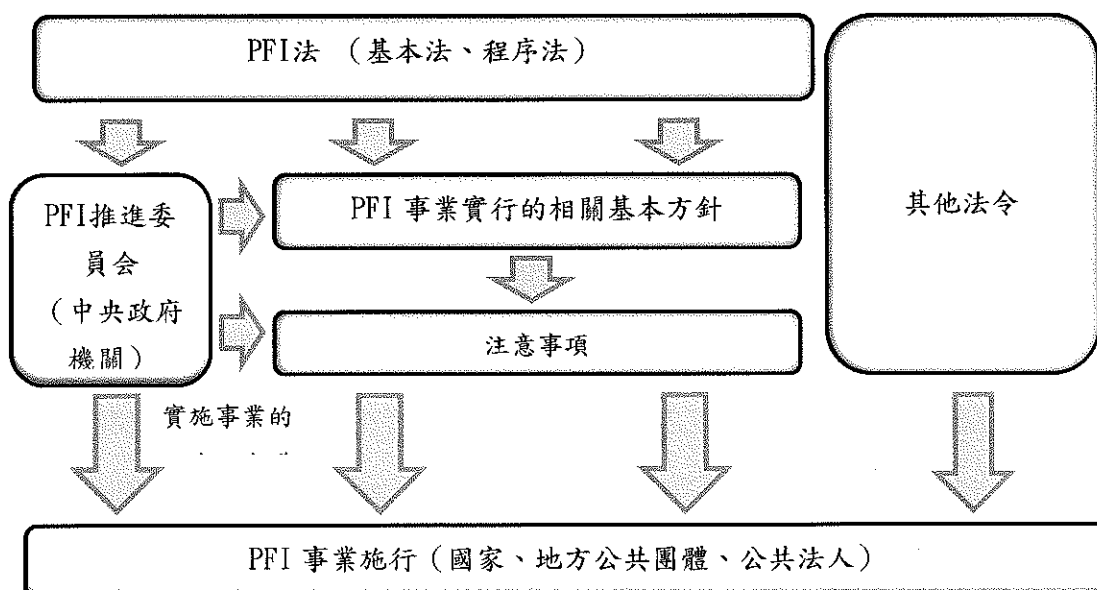 PFI法 （基本法、程序法）
其他法令
PFI推進委
員会
（中央政府
機關）
PFI 事業實行的相關基本方針
注意事項
實施事業的
PFI 事業施行（國家、地方公共團體、公共法人）